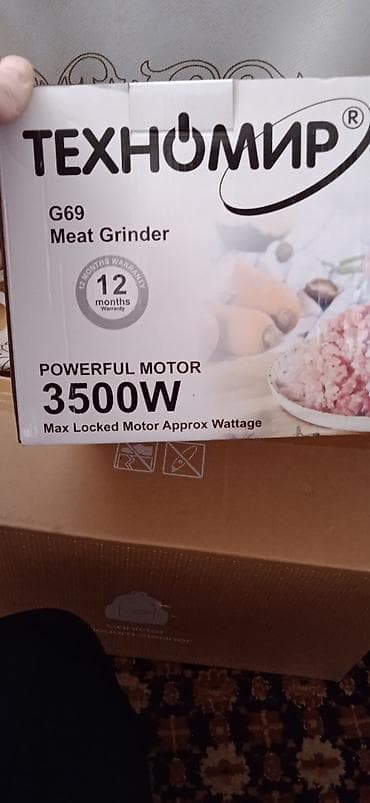 ТЕХНОМИР®
G69
Meat Grinder
12 MONTHS WARRANTY
12
months
Warranty
POWERFUL MOTOR
3500W
Max Locked Motor Approx Wattage